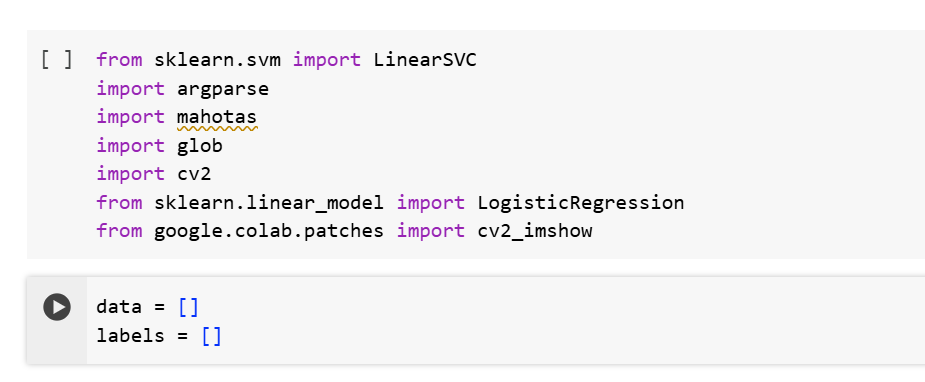 [ ] from sklearn.svm import LinearSVC
import argparse
import mahotas
import glob
import cv2
from sklearn.linear_model import LogisticRegression
from google.colab.patches import cv2_imshow
data = []
labels = []